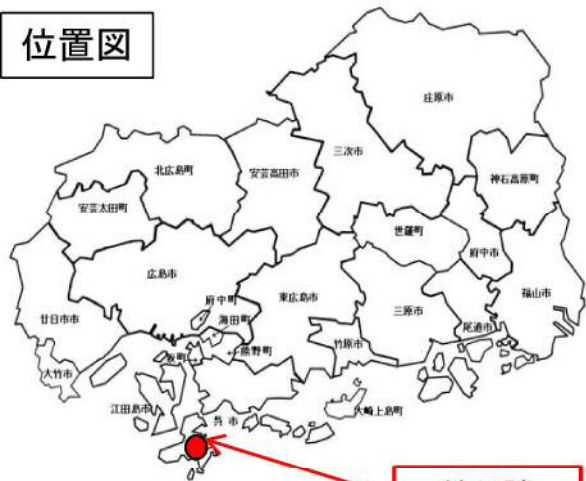 位置図
庄原市
三次市
北広島町
安芸高田市
神石高原町
安芸太田町
世羅町
府中市
広島市
東広島市
三原市
福山市
府中町
海田町
廿日市市
尾道市
竹原市
坂町
熊野町
大竹市
江田島市
呉市
大崎上島町